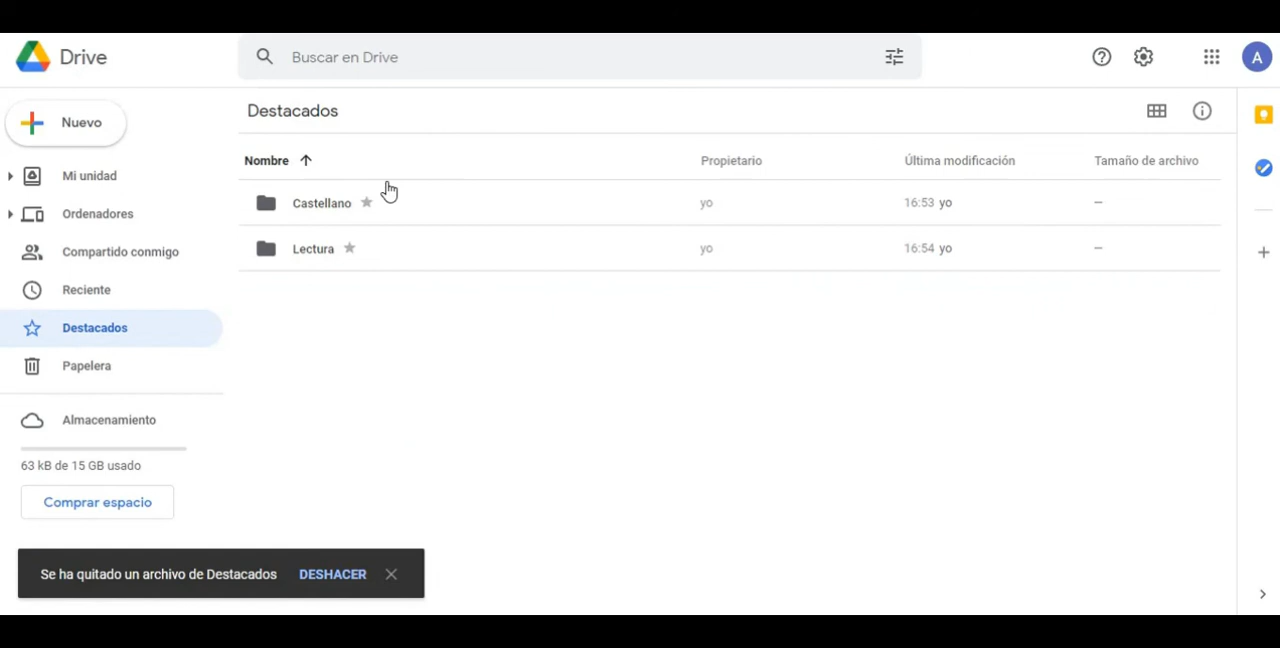 Drive
Buscar en Drive
A
Nuevo
Destacados
Mi unidad
Ordenadores
Compartido conmigo
Reciente
Destacados
Papelera
Almacenamiento
63 kB de 15 GB usado
Comprar espacio
Nombre Propietario Última modificación Tamaño de archivo
Castellano yo 16:53 yo –
Lectura yo 16:54 yo –
Se ha quitado un archivo de Destacados DESHACER